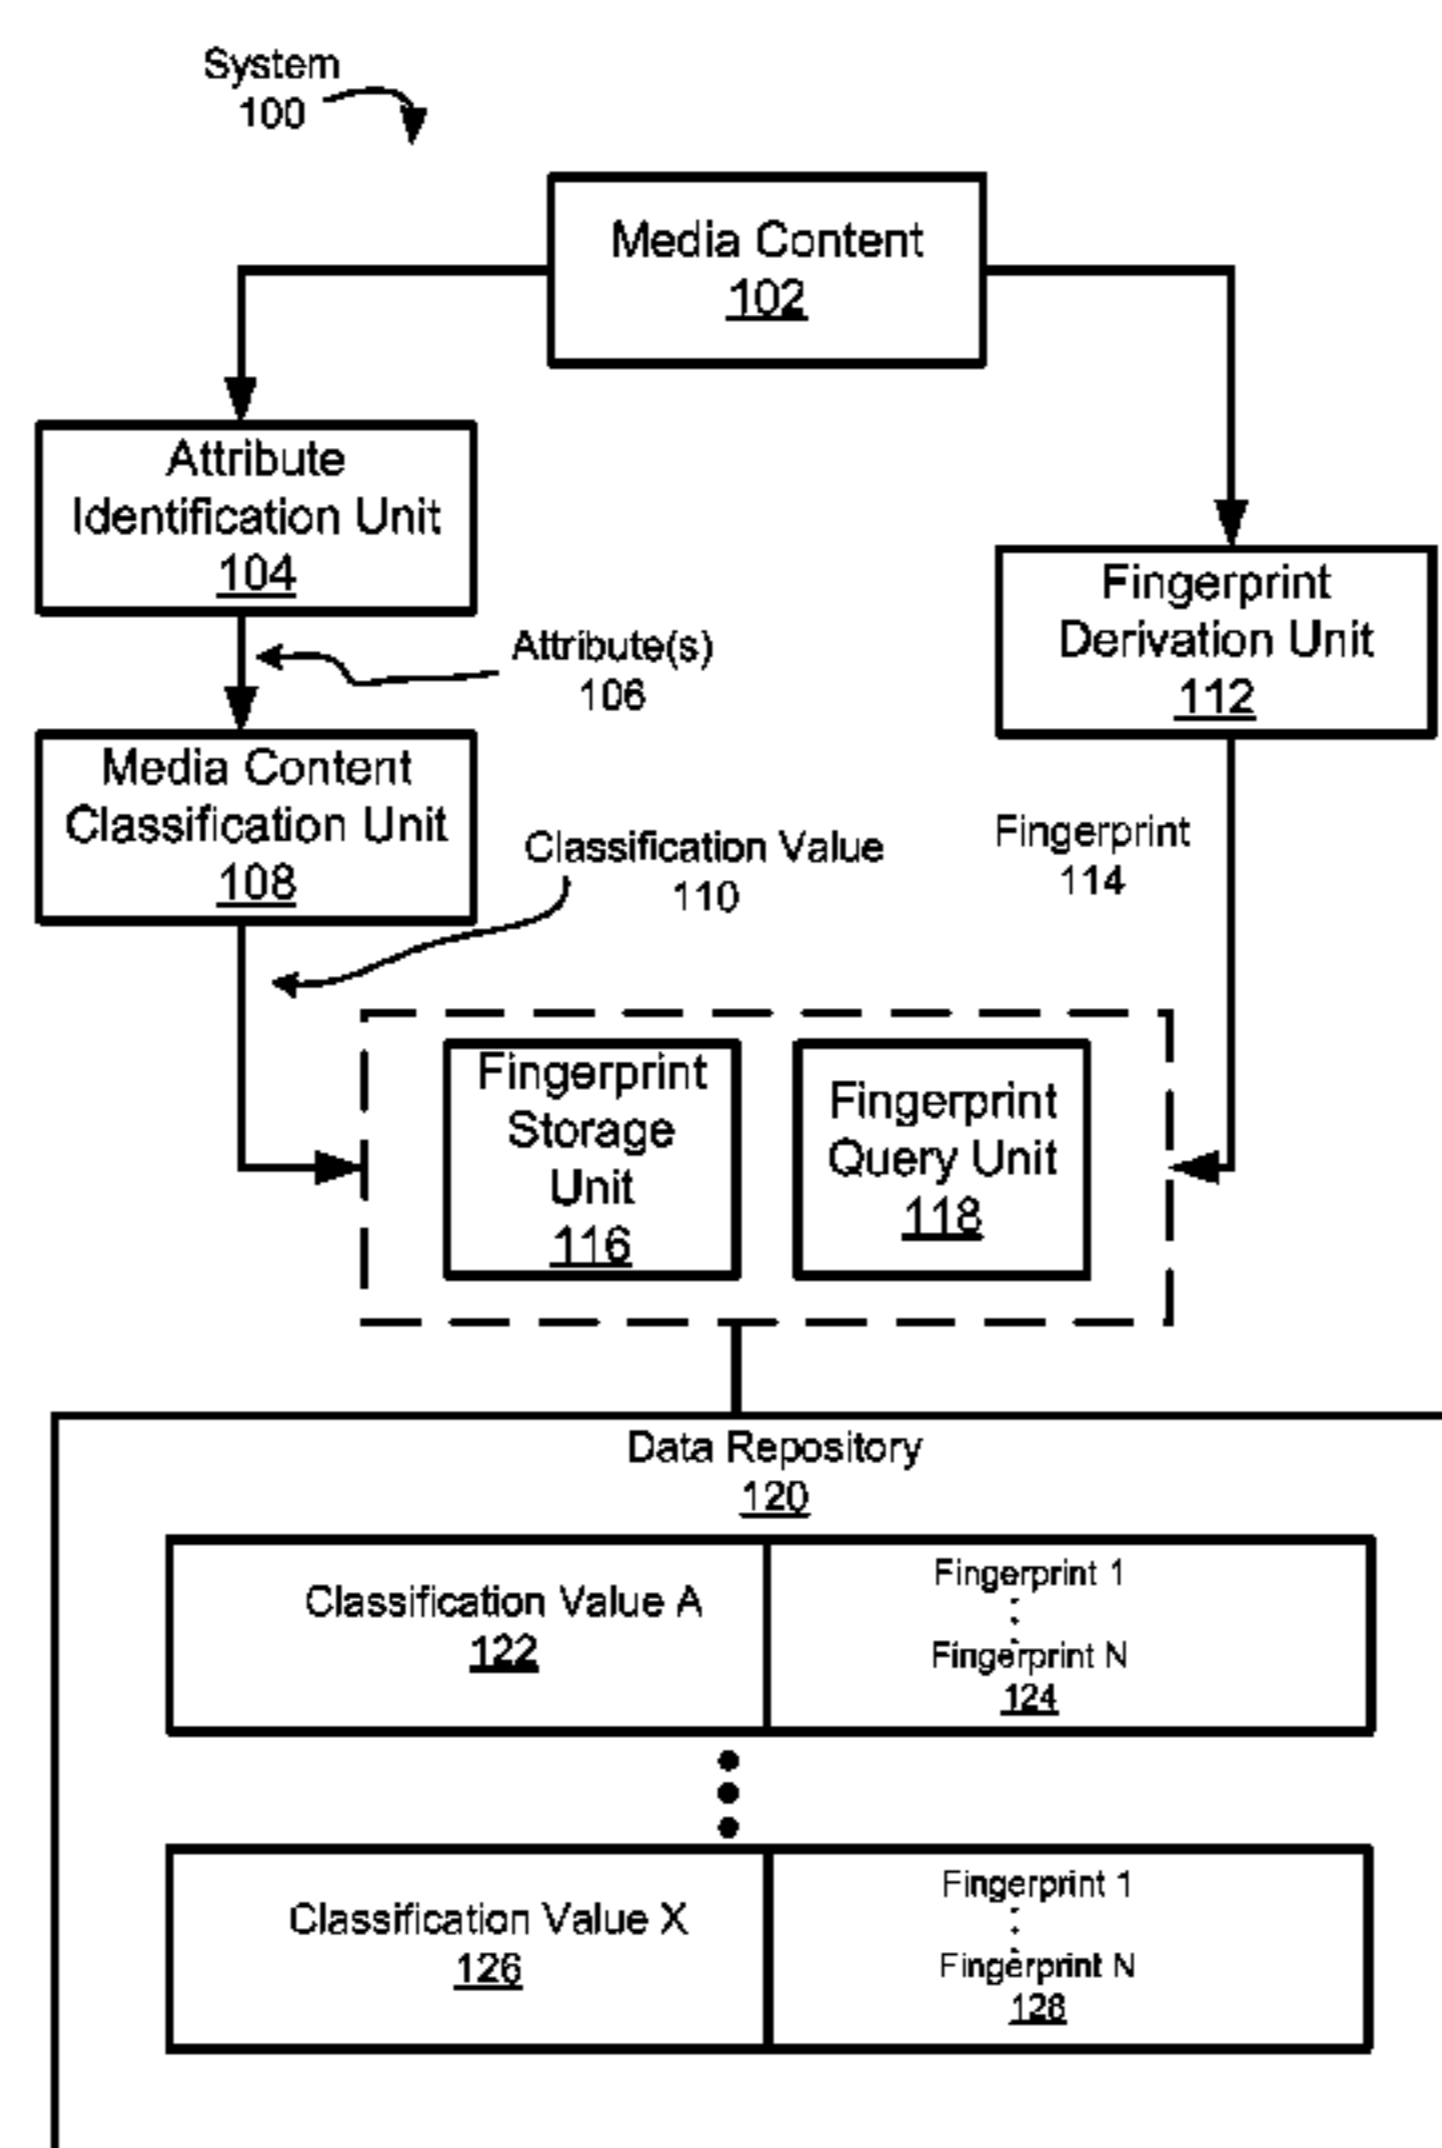 System
100
Media Content
102
Attribute
Identification Unit
104
Attribute(s)
106
Fingerprint
Derivation Unit
112
Media Content
Classification Unit
108
Classification Value
110
Fingerprint
114
Fingerprint
Storage
Unit
116
Fingerprint
Query Unit
118
Data Repository
120
Classification Value A
122
Fingerprint 1
Fingerprint N
124
Classification Value X
126
Fingerprint 1
Fingerprint N
128